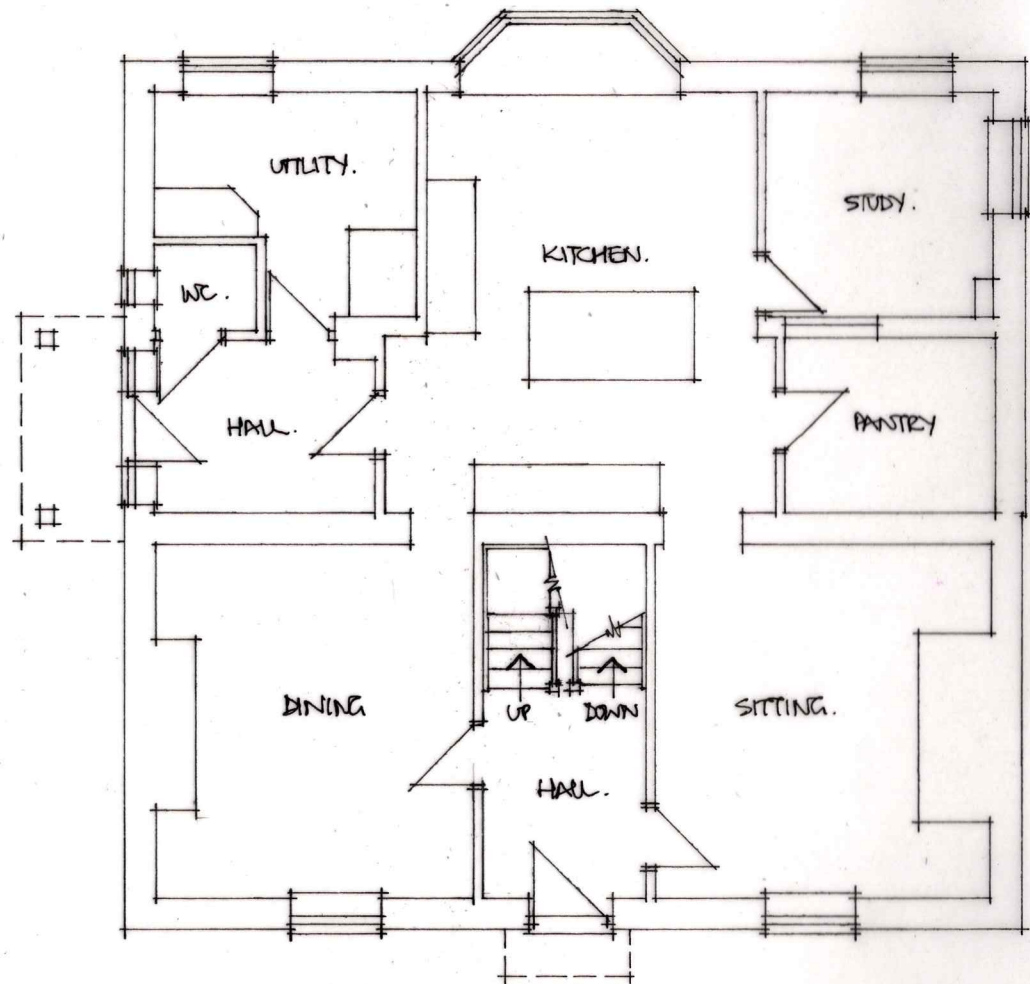 UTILITY.
STUDY.
KITCHEN.
WC.
HALL.
PANTRY
DINING
UP
DOWN
SITTING.
HALL.